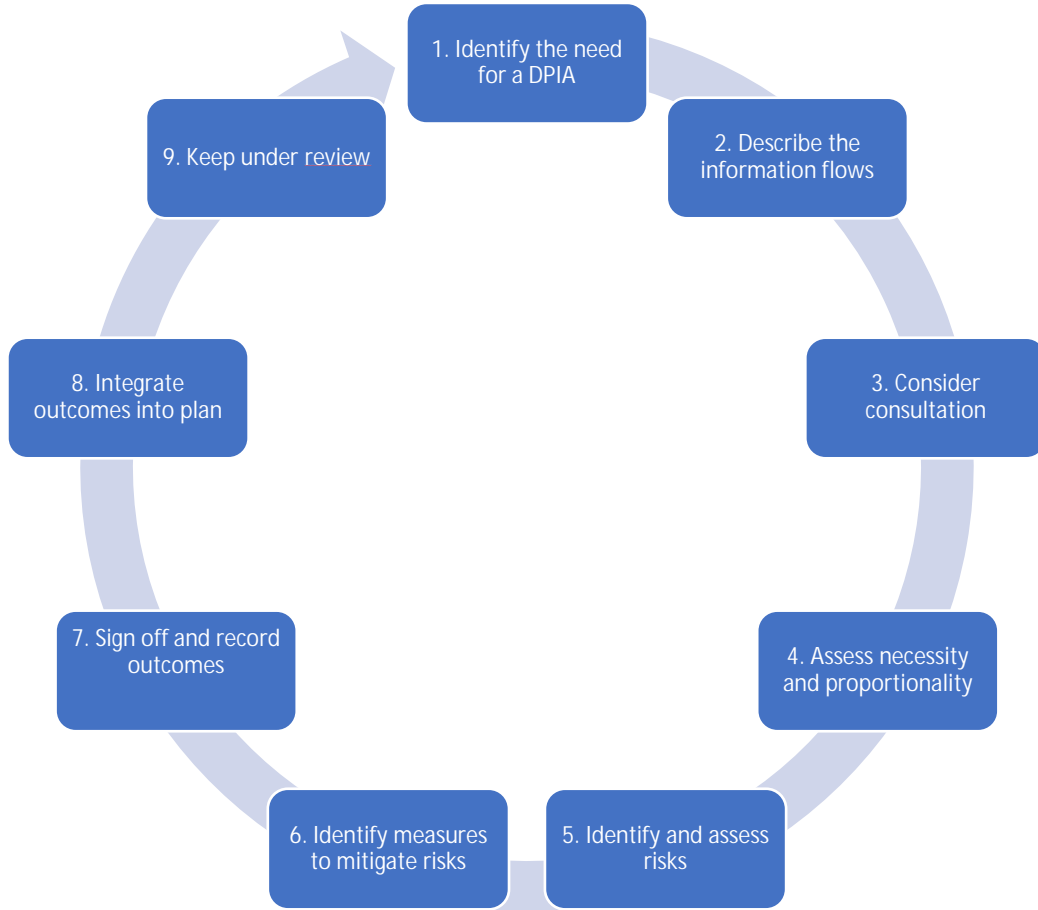 1. Identify the need
for a DPIA
2. Describe the
information flows
3. Consider
consultation
4. Assess necessity
and proportionality
5. Identify and assess
risks
6. Identify measures
to mitigate risks
7. Sign off and record
outcomes
8. Integrate
outcomes into plan
9. Keep under review